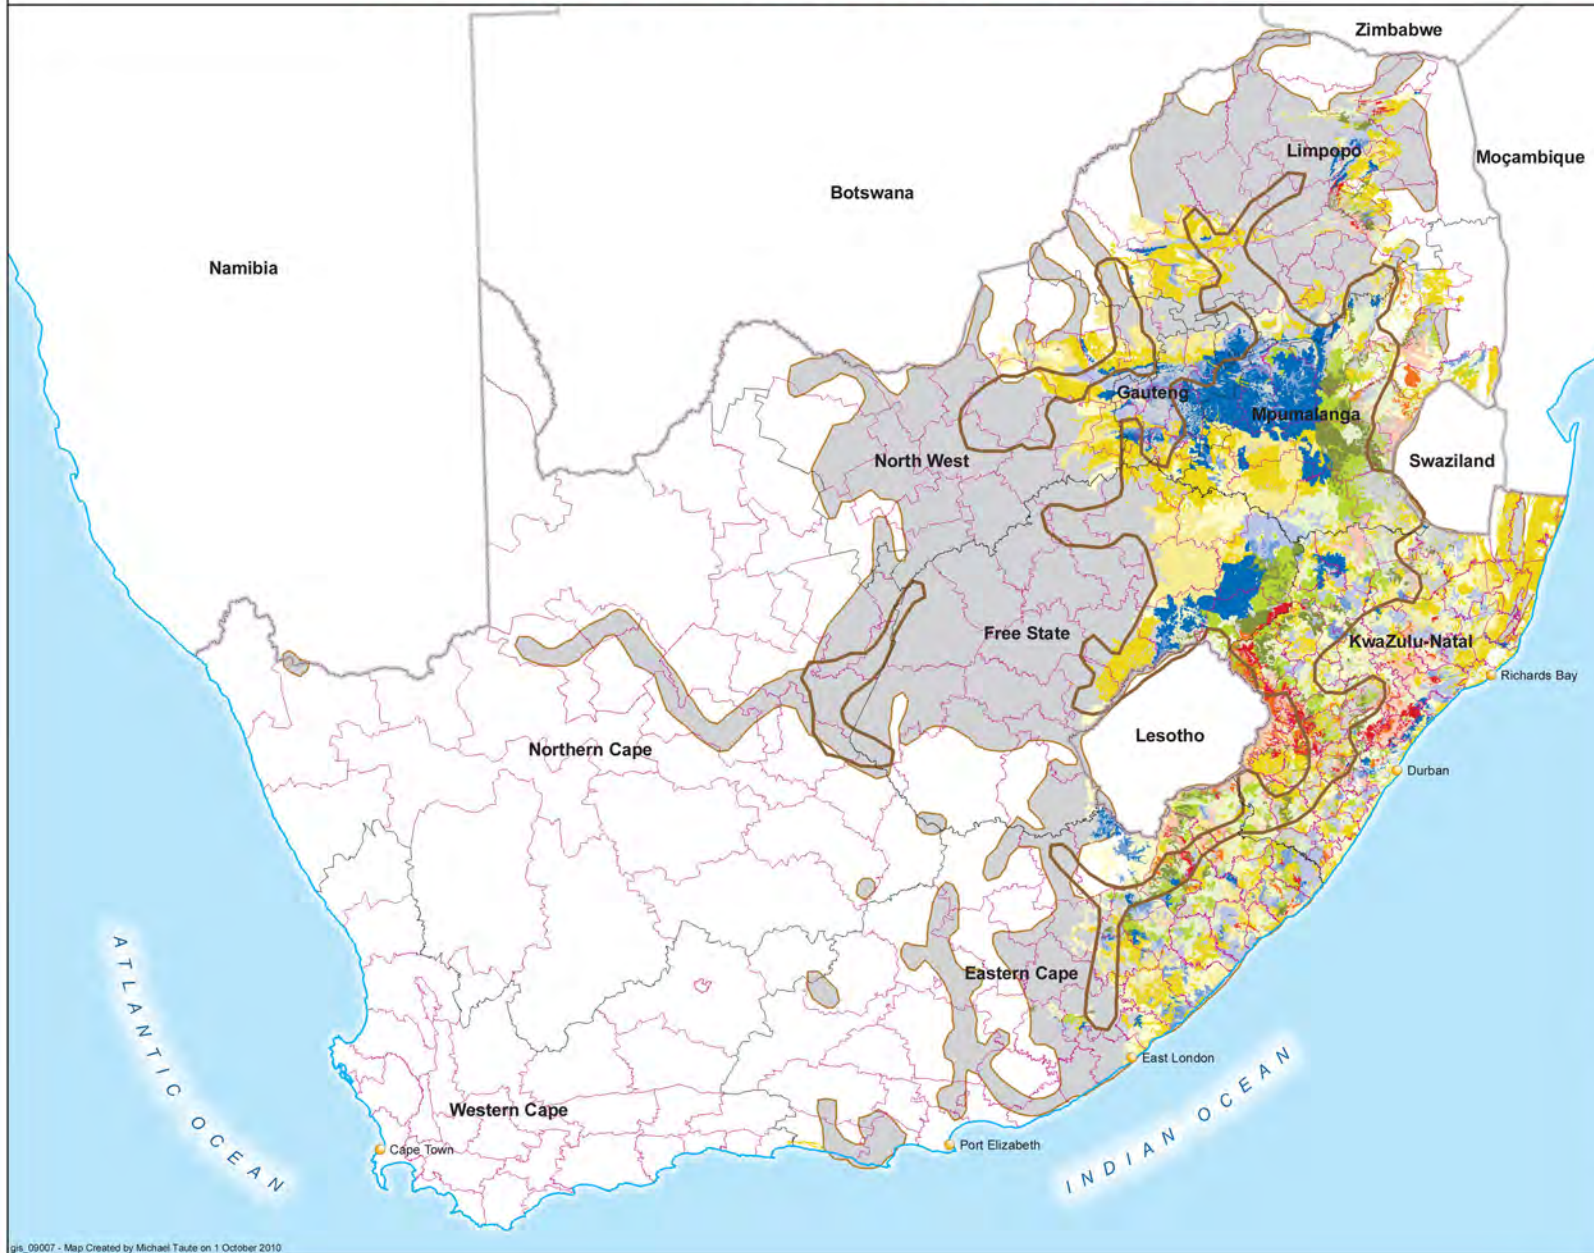 Zimbabwe
Limpopo
Moçambique
Botswana
Namibia
Gauteng
Mpumalanga
North West
Swaziland
Free State
KwaZulu-Natal
Richards Bay
Lesotho
Northern Cape
Durban
ATLANTIC OCEAN
Eastern Cape
East London
INDIAN OCEAN
Western Cape
Cape Town
Port Elizabeth
gis_09007 - Map Created by Michael Taute on 1 October 2010